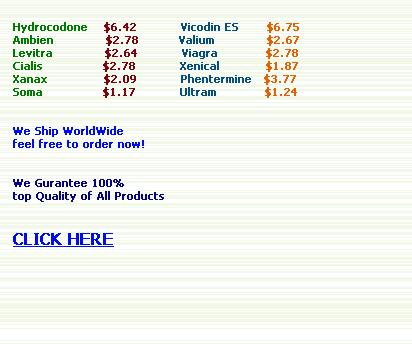 Hydrocodone $6.42 Vicodin ES $6.75
Ambien $2.78 Valium $2.67
Levitra $2.64 Viagra $2.78
Cialis $2.78 Xenical $1.87
Xanax $2.09 Phentermine $3.77
Soma $1.17 Ultram $1.24
We Ship WorldWide
feel free to order now!
We Gurantee 100%
top Quality of All Products
CLICK HERE